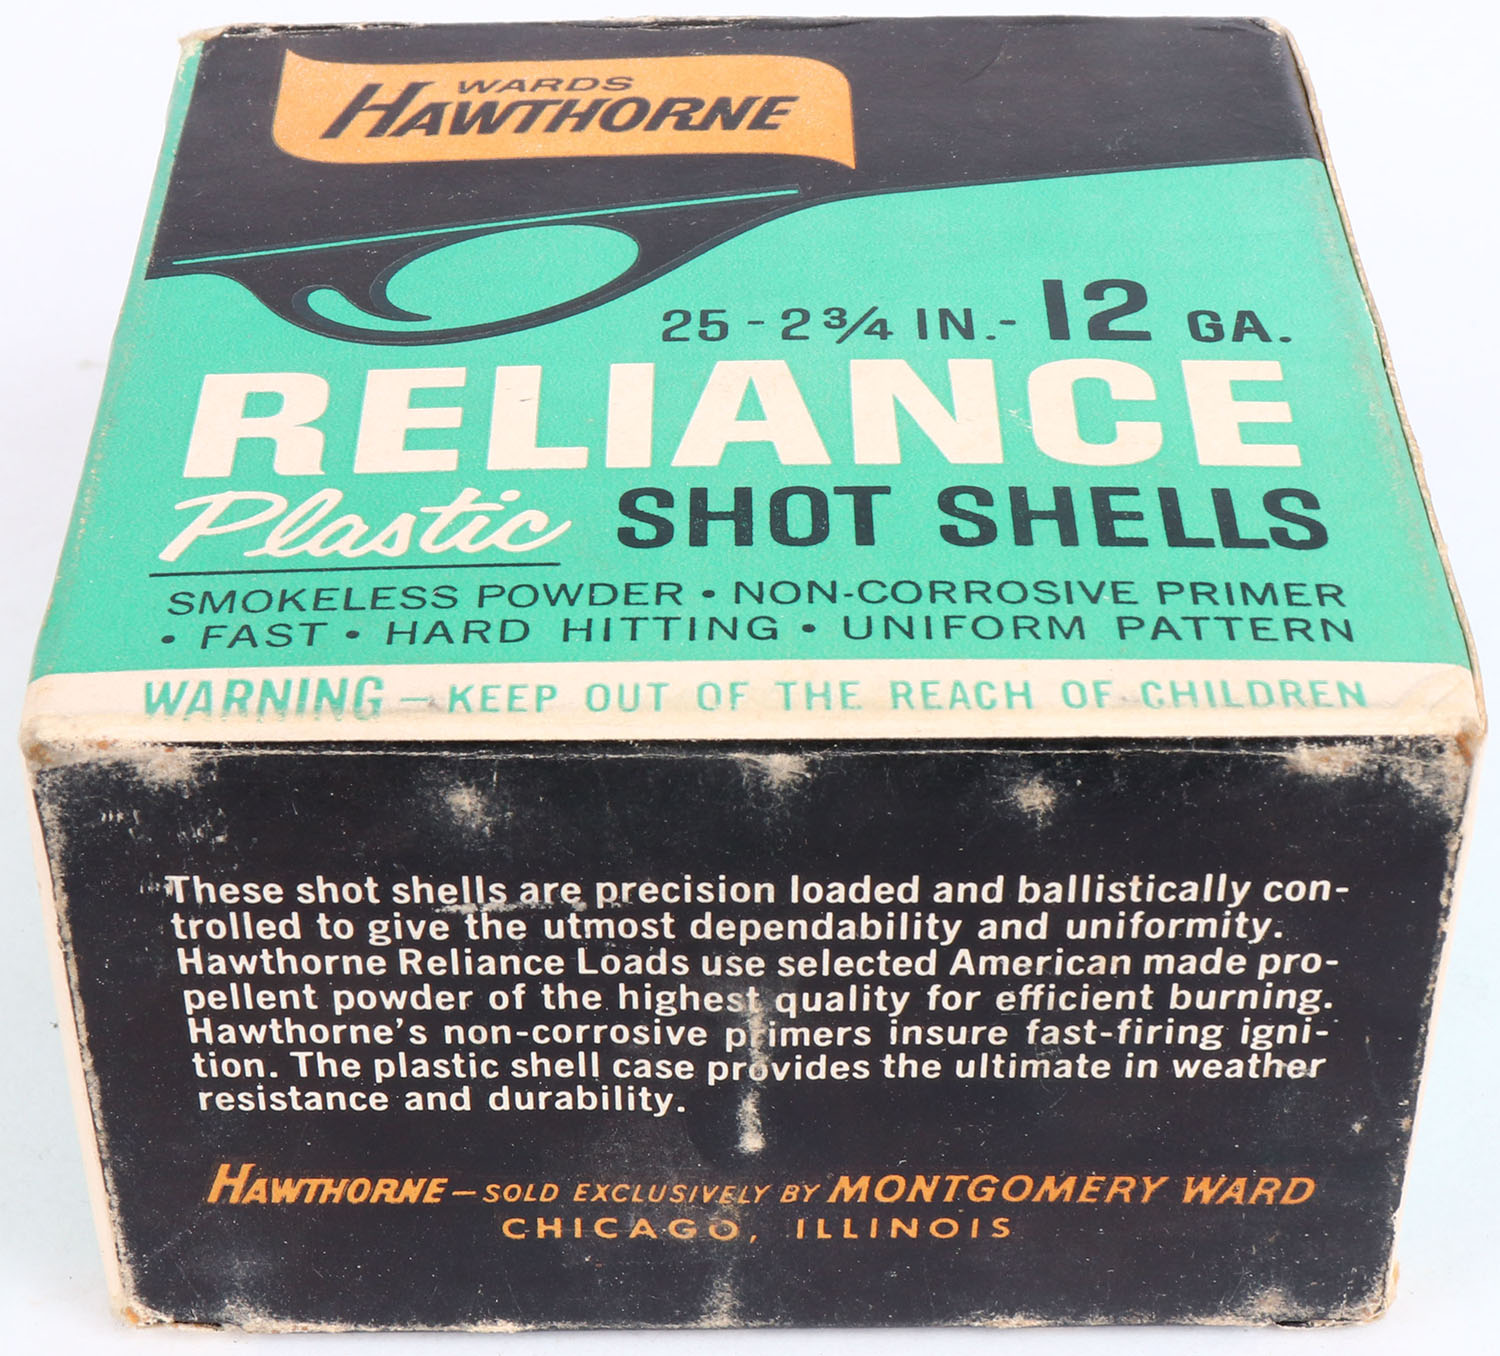 WARDS
HAWTHORNE
25 - 2 3/4 IN. - 12 GA.
RELIANCE
Plastic SHOT SHELLS
SMOKELESS POWDER • NON-CORROSIVE PRIMER
• FAST • HARD HITTING • UNIFORM PATTERN
WARNING — KEEP OUT OF THE REACH OF CHILDREN
These shot shells are precision loaded and ballistically con-
trolled to give the utmost dependability and uniformity.
Hawthorne Reliance Loads use selected American made pro-
pellent powder of the highest quality for efficient burning.
Hawthorne's non-corrosive primers insure fast-firing igni-
tion. The plastic shell case provides the ultimate in weather
resistance and durability.
HAWTHORNE — SOLD EXCLUSIVELY BY MONTGOMERY WARD
CHICAGO, ILLINOIS